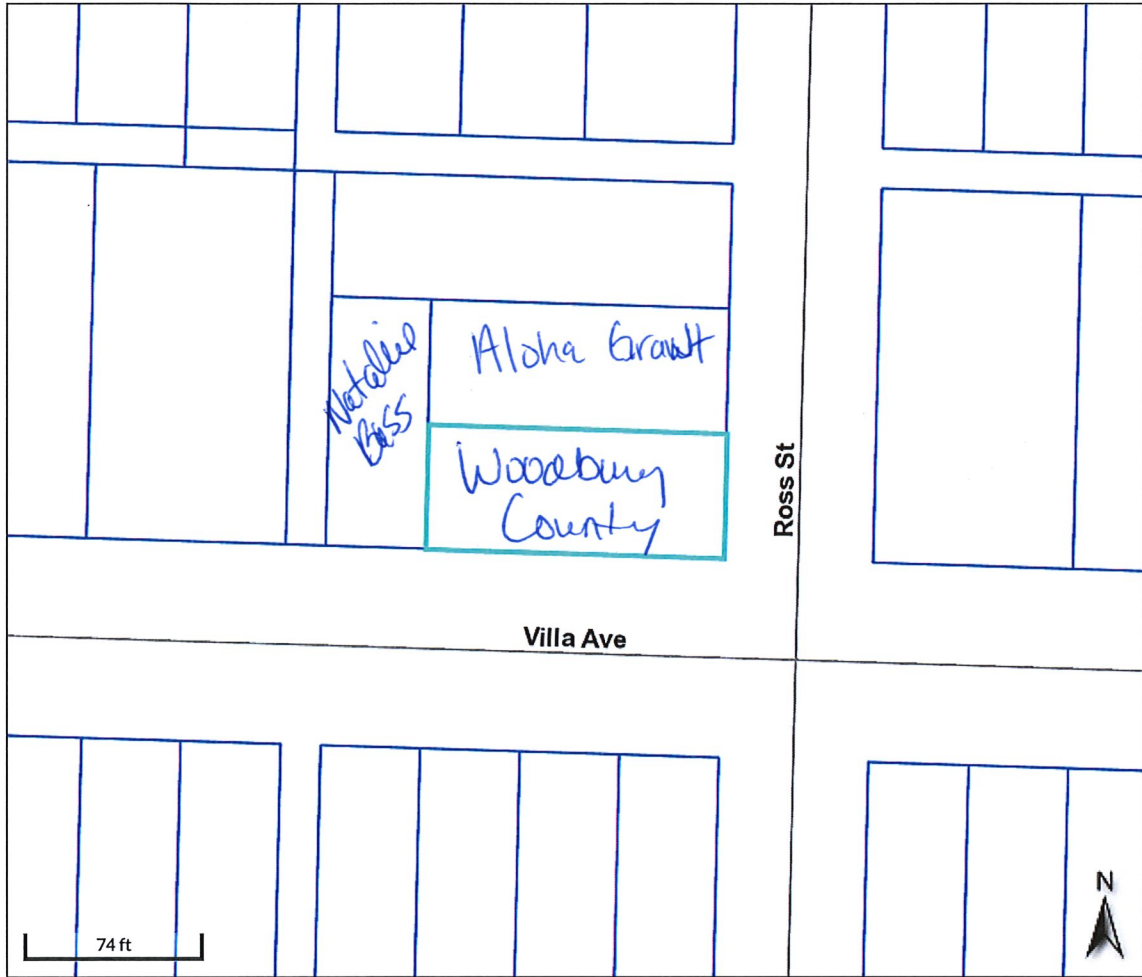 Aloha Grant
Natalie
Bass
Woodbury
County
Ross St
Villa Ave
N
74 ft